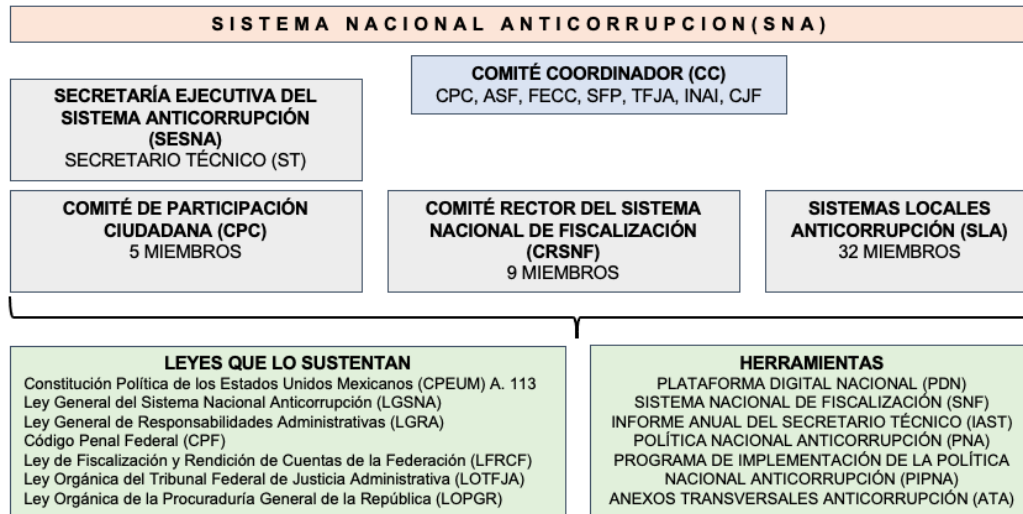 SISTEMA NACIONAL ANTICORRUPCION(SNA)
COMITÉ COORDINADOR (CC)
CPC, ASF, FECC, SFP, TFJA, INAI, CJF
SECRETARÍA EJECUTIVA DEL
SISTEMA ANTICORRUPCIÓN
(SESNA)
SECRETARIO TÉCNICO (ST)
COMITÉ DE PARTICIPACIÓN
CIUDADANA (CPC)
5 MIEMBROS
COMITÉ RECTOR DEL SISTEMA
NACIONAL DE FISCALIZACIÓN
(CRSNF)
9 MIEMBROS
SISTEMAS LOCALES
ANTICORRUPCIÓN (SLA)
32 MIEMBROS
LEYES QUE LO SUSTENTAN
Constitución Política de los Estados Unidos Mexicanos (CPEUM) A. 113
Ley General del Sistema Nacional Anticorrupción (LGSNA)
Ley General de Responsabilidades Administrativas (LGRA)
Código Penal Federal (CPF)
Ley de Fiscalización y Rendición de Cuentas de la Federación (LFRCF)
Ley Orgánica del Tribunal Federal de Justicia Administrativa (LOTFJA)
Ley Orgánica de la Procuraduría General de la República (LOPGR)
HERRAMIENTAS
PLATAFORMA DIGITAL NACIONAL (PDN)
SISTEMA NACIONAL DE FISCALIZACIÓN (SNF)
INFORME ANUAL DEL SECRETARIO TÉCNICO (IAST)
POLÍTICA NACIONAL ANTICORRUPCIÓN (PNA)
PROGRAMA DE IMPLEMENTACIÓN DE LA POLÍTICA
NACIONAL ANTICORRUPCIÓN (PIPNA)
ANEXOS TRANSVERSALES ANTICORRUPCIÓN (ATA)